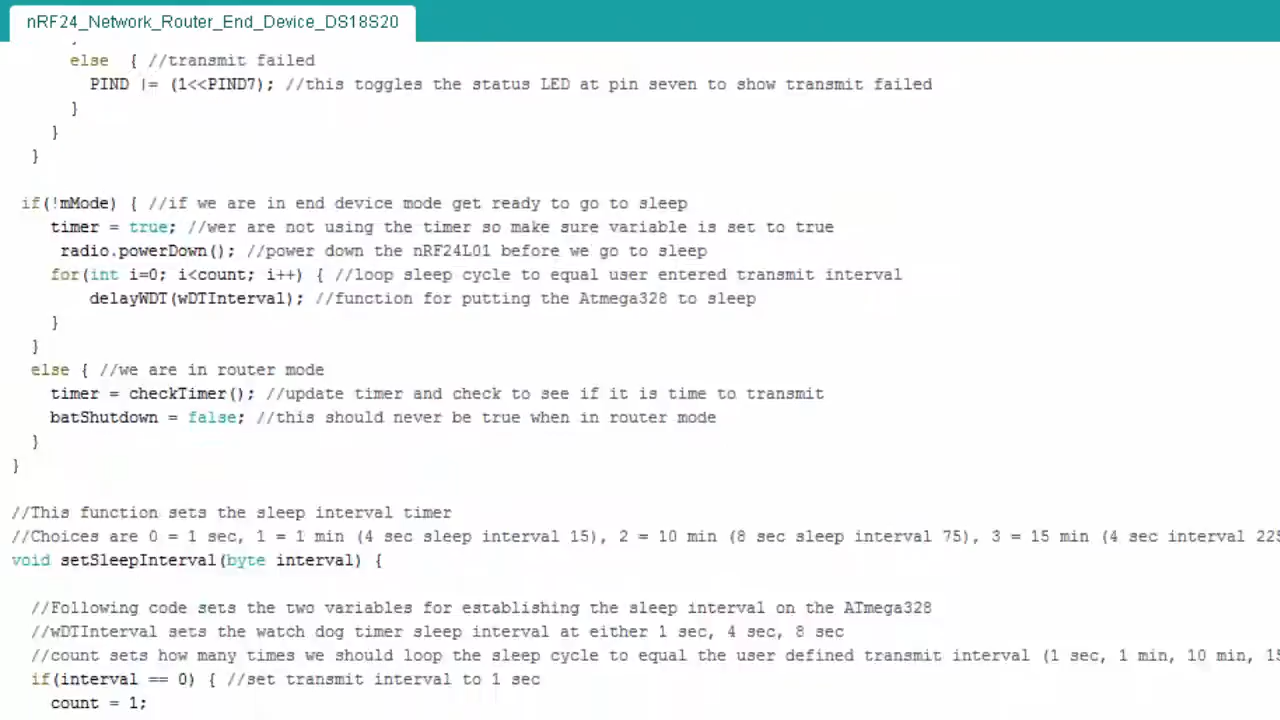 nRF24_Network_Router_End_Device_DS18S20
}
else { //transmit failed
PIND |= (1<<PIND7); //this toggles the status LED at pin seven to show transmit failed
}
}
}
if(!mMode) { //if we are in end device mode get ready to go to sleep
timer = true; //wer are not using the timer so make sure variable is set to true
radio.powerDown(); //power down the nRF24L01 before we go to sleep
for(int i=0; i<count; i++) { //loop sleep cycle to equal user entered transmit interval
delayWDT(wDTInterval); //function for putting the Atmega328 to sleep
}
}
else { //we are in router mode
timer = checkTimer(); //update timer and check to see if it is time to transmit
batShutdown = false; //this should never be true when in router mode
}
}
//This function sets the sleep interval timer
//Choices are 0 = 1 sec, 1 = 1 min (4 sec sleep interval 15), 2 = 10 min (8 sec sleep interval 75), 3 = 15 min (4 sec interval 225
void setSleepInterval(byte interval) {
//Following code sets the two variables for establishing the sleep interval on the ATmega328
//wDTInterval sets the watch dog timer sleep interval at either 1 sec, 4 sec, 8 sec
//count sets how many times we should loop the sleep cycle to equal the user defined transmit interval (1 sec, 1 min, 10 min, 15
if(interval == 0) { //set transmit interval to 1 sec
count = 1;